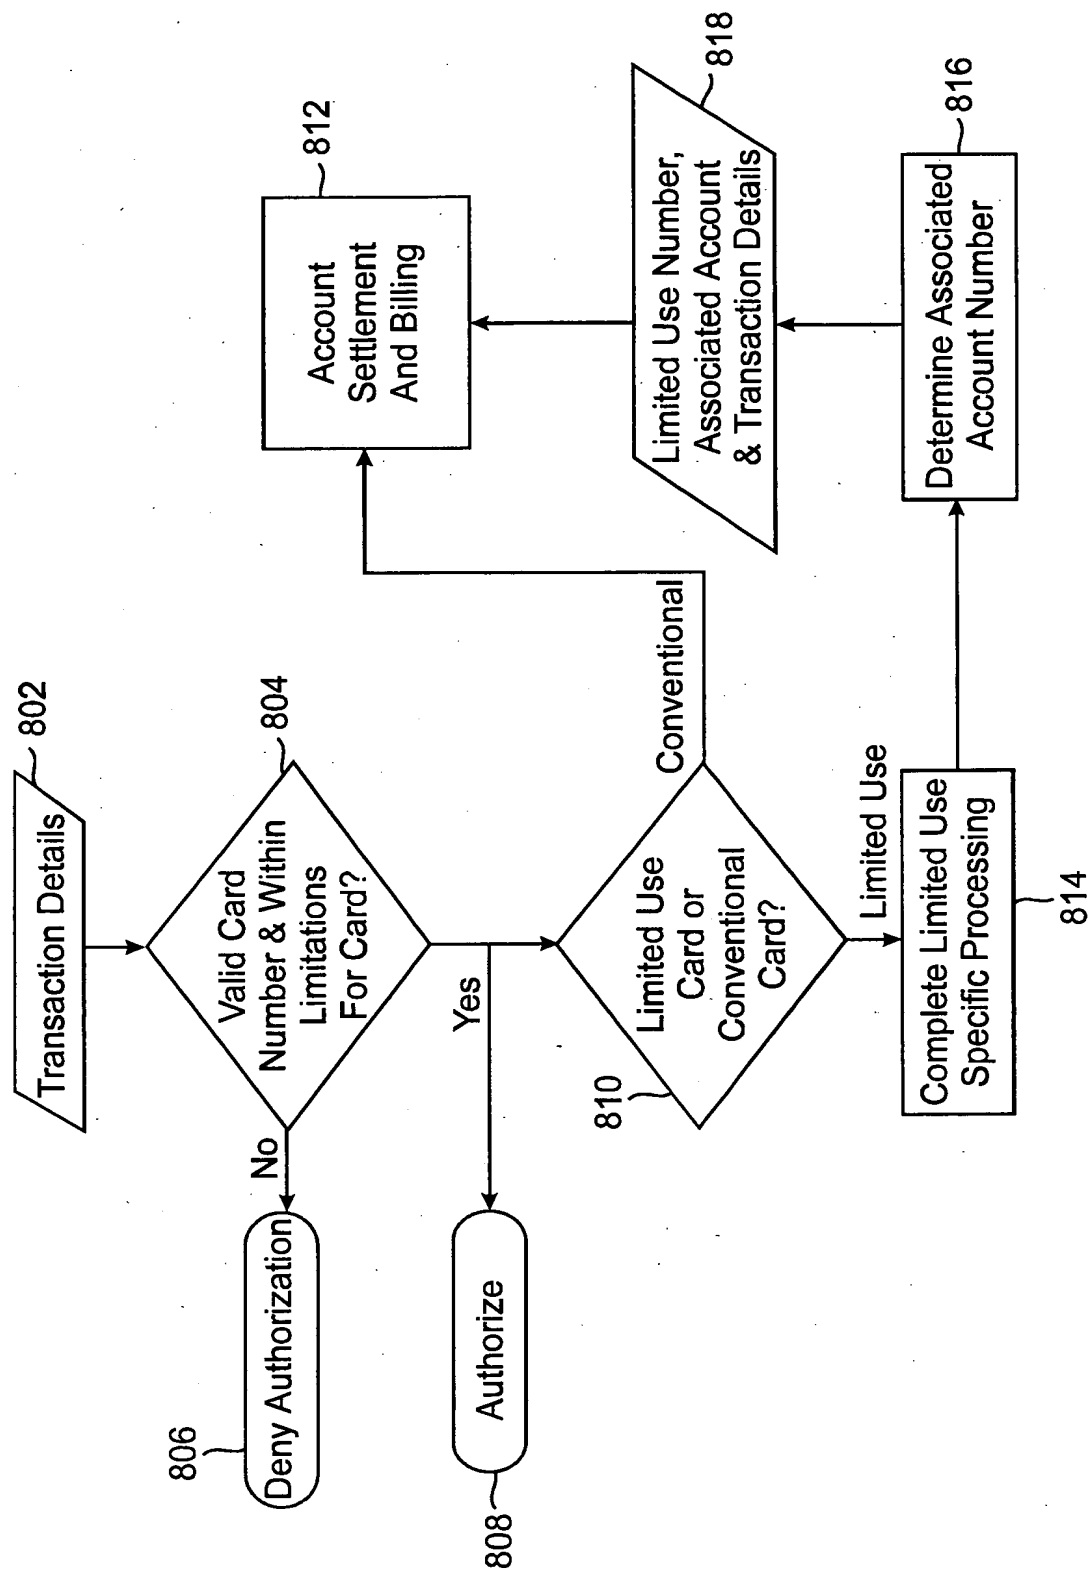 802
Transaction Details
804
Valid Card
Number & Within
Limitations
For Card?
No
806
Deny Authorization
Yes
808
Authorize
810
Limited Use
Card or
Conventional
Card?
Conventional
812
Account
Settlement
And Billing
Limited Use
Complete Limited Use
Specific Processing
814
Determine Associated
Account Number
816
Limited Use Number,
Associated Account
& Transaction Details
818